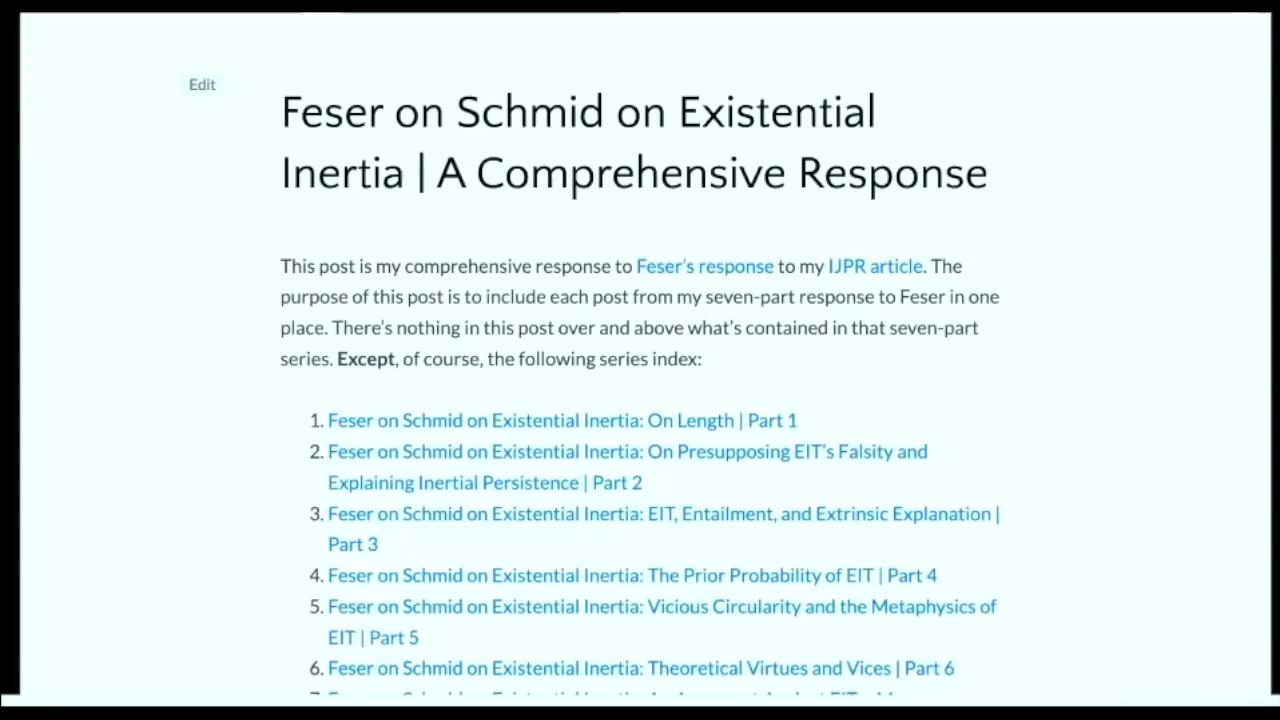 Edit
Feser on Schmid on Existential
Inertia | A Comprehensive Response
This post is my comprehensive response to Feser's response to my IJPR article. The
purpose of this post is to include each post from my seven-part response to Feser in one
place. There's nothing in this post over and above what's contained in that seven-part
series. Except, of course, the following series index:
1. Feser on Schmid on Existential Inertia: On Length | Part 1
2. Feser on Schmid on Existential Inertia: On Presupposing EIT's Falsity and
Explaining Inertial Persistence | Part 2
3. Feser on Schmid on Existential Inertia: EIT, Entailment, and Extrinsic Explanation |
Part 3
4. Feser on Schmid on Existential Inertia: The Prior Probability of EIT | Part 4
5. Feser on Schmid on Existential Inertia: Vicious Circularity and the Metaphysics of
EIT | Part 5
6. Feser on Schmid on Existential Inertia: Theoretical Virtues and Vices | Part 6